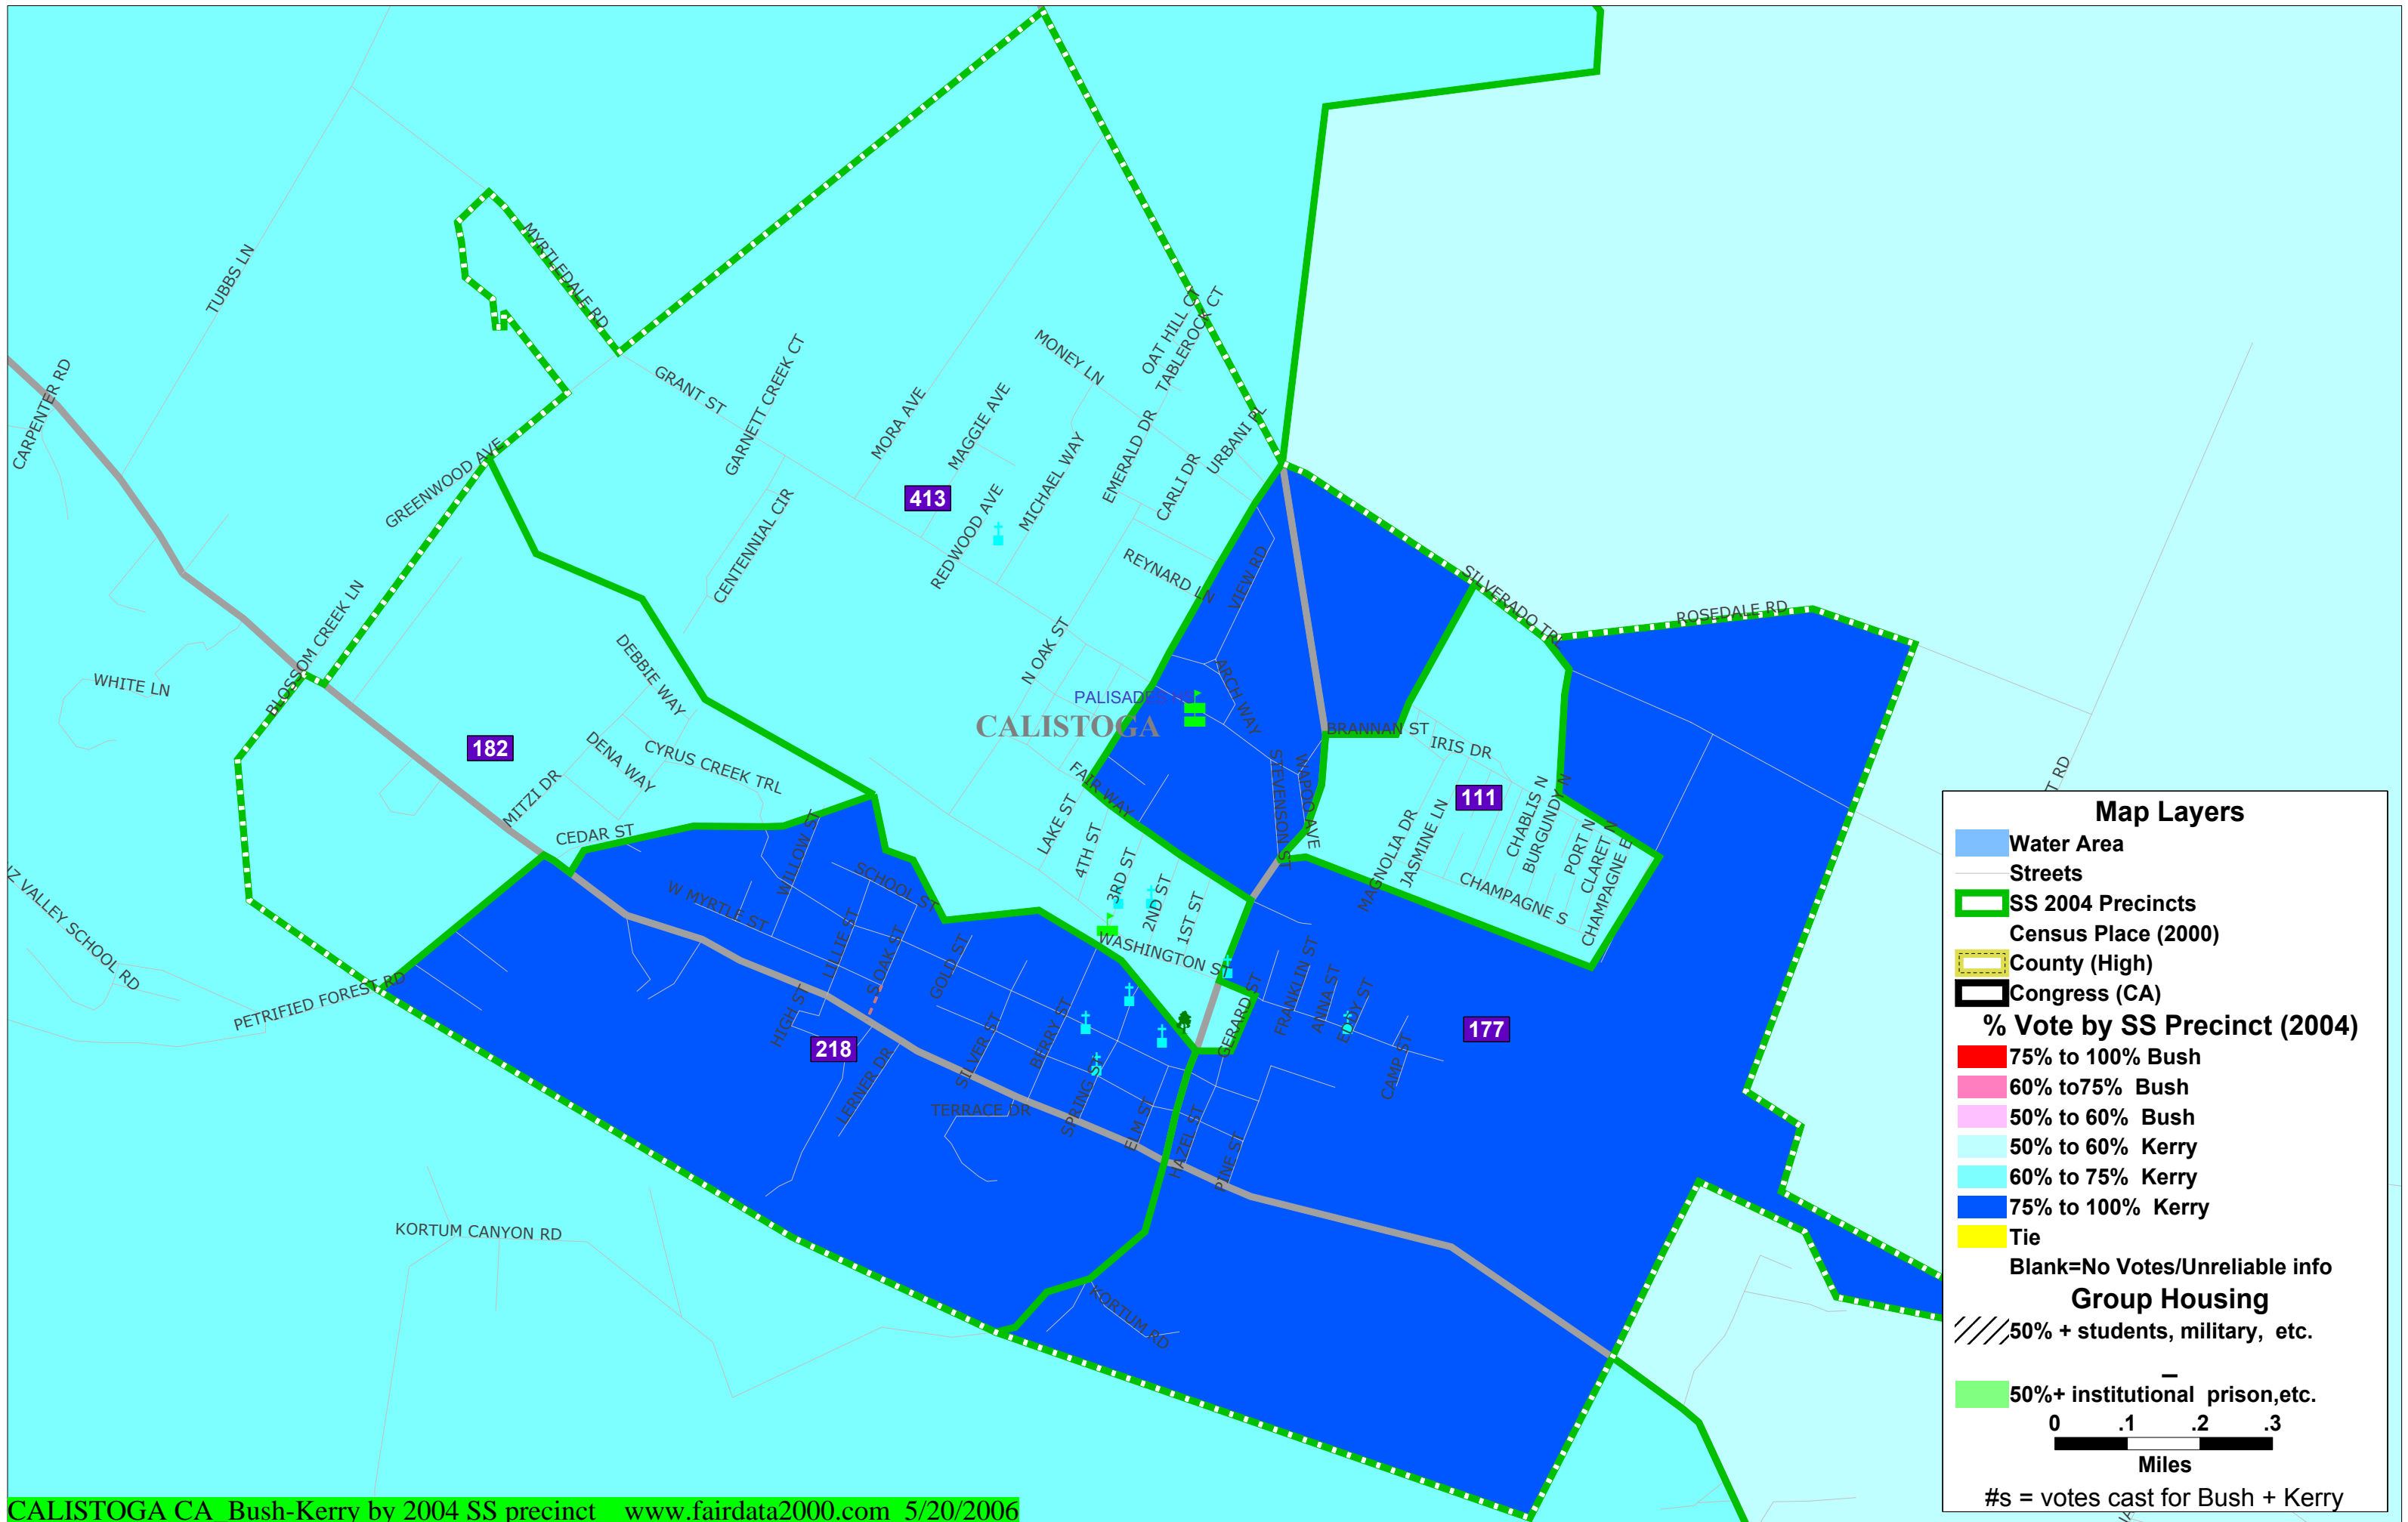 TUBBS LN
MYRTLEDALE RD
CARPENTER RD
GREENWOOD AVE
GRANT ST
GARNETT CREEK CT
MORA AVE
MAGGIE AVE
MONEY LN
OAT HILL CT
TABLEROCK CT
EMERALD DR
URBANI PL
CARLI DR
MICHAEL WAY
REDWOOD AVE
413
CENTENNIAL CIR
REYNARD LN
VIEW RD
SILVERADO TRL
ROSEDALE RD
BLOSSOM CREEK LN
WHITE LN
DEBBIE WAY
N OAK ST
PALISADES
CALISTOGA
ARCH WAY
BRANNAN ST
IRIS DR
182
DENA WAY
CYRUS CREEK TRL
MITZI DR
CEDAR ST
FAIR WAY
STEVENSON ST
WAPOO AVE
111
MAGNOLIA DR
JASMINE LN
CHABLIS N
BURGUNDY N
PORT N
CLARET N
CHAMPAGNE E
CHAMPAGNE S
LAKE ST
4TH ST
3RD ST
2ND ST
1ST ST
WASHINGTON ST
WILLOW ST
SCHOOL ST
W MYRTLE ST
LILLIE ST
S OAK ST
GOLD ST
HIGH ST
218
LERNER DR
SILVER ST
BERRY ST
TERRACE DR
SPRING ST
ELM ST
HAZEL ST
PINE ST
GERARD ST
FRANKLIN ST
ANNA ST
EDDY ST
CAMP ST
177
VALLEY SCHOOL RD
PETRIFIED FOREST RD
KORTUM CANYON RD
KORTUM RD
T RD
Map Layers
Water Area
Streets
SS 2004 Precincts
Census Place (2000)
County (High)
Congress (CA)
% Vote by SS Precinct (2004)
75% to 100% Bush
60% to75% Bush
50% to 60% Bush
50% to 60% Kerry
60% to 75% Kerry
75% to 100% Kerry
Tie
Blank=No Votes/Unreliable info
Group Housing
50% + students, military, etc.
50%+ institutional prison,etc.
0 .1 .2 .3
Miles
#s = votes cast for Bush + Kerry
CALISTOGA CA Bush-Kerry by 2004 SS precinct www.fairdata2000.com 5/20/2006